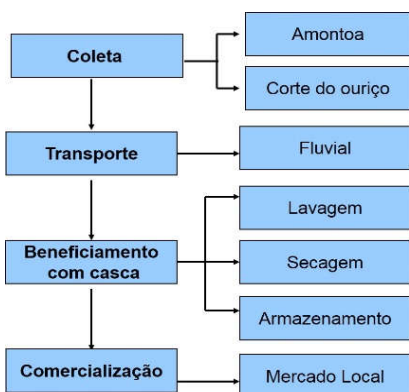 Coleta
Amontoa
Corte do ouriço
Transporte
Fluvial
Beneficiamento
com casca
Lavagem
Secagem
Armazenamento
Comercialização
Mercado Local